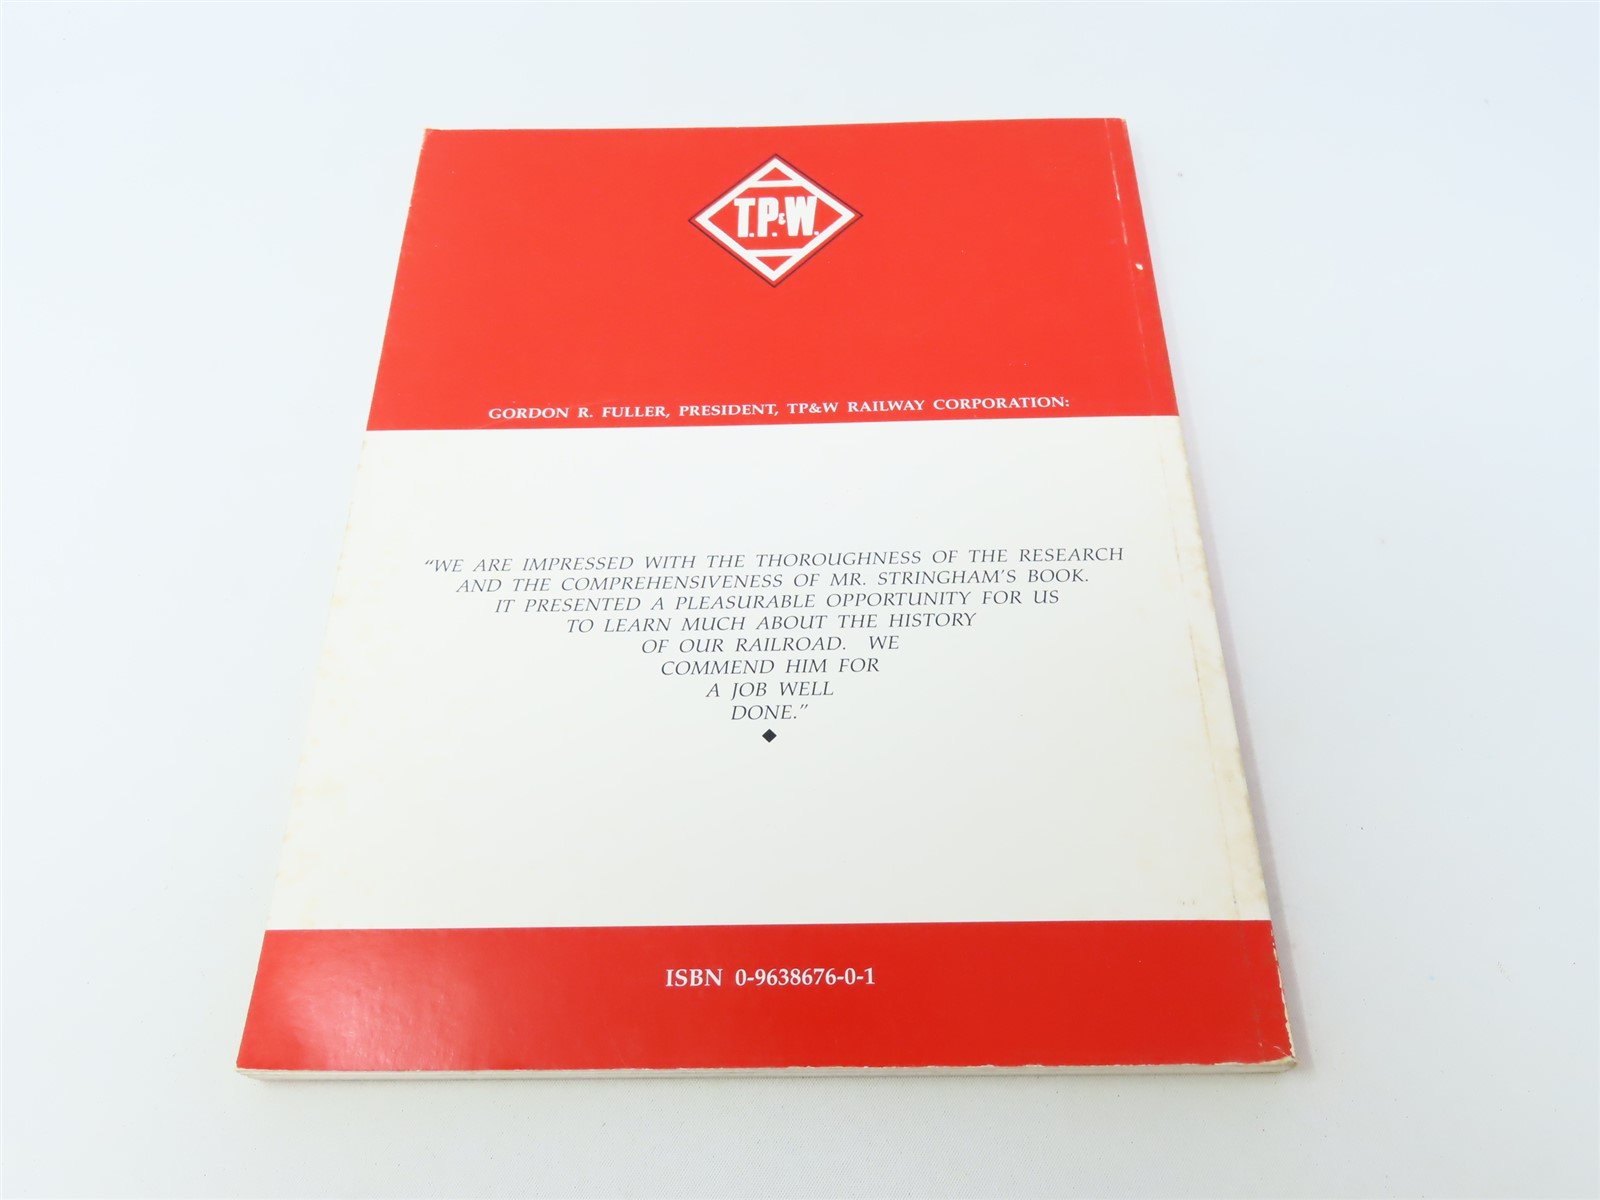 T.P.&W.
GORDON R. FULLER, PRESIDENT, TP&W RAILWAY CORPORATION:
"WE ARE IMPRESSED WITH THE THOROUGHNESS OF THE RESEARCH
AND THE COMPREHENSIVENESS OF MR. STRINGHAM'S BOOK.
IT PRESENTED A PLEASURABLE OPPORTUNITY FOR US
TO LEARN MUCH ABOUT THE HISTORY
OF OUR RAILROAD. WE
COMMEND HIM FOR
A JOB WELL
DONE."
ISBN 0-9638676-0-1